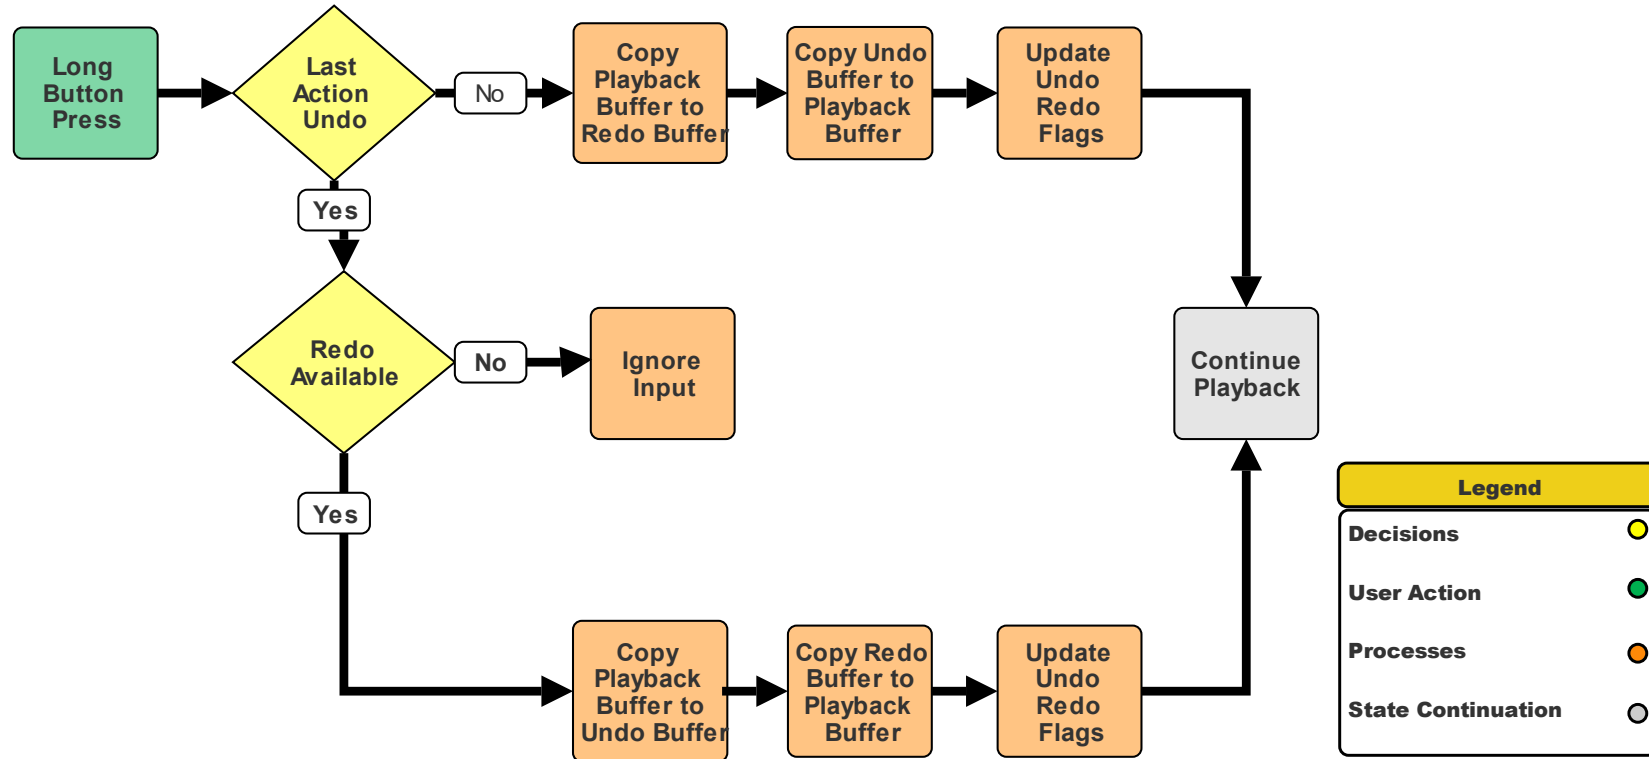 Long
Button
Press
Last
Action
Undo
No
Copy
Playback
Buffer to
Redo Buffer
Copy Undo
Buffer to
Playback
Buffer
Update
Undo
Redo
Flags
Yes
Redo
Available
No
Ignore
Input
Continue
Playback
Yes
Copy
Playback
Buffer to
Undo Buffer
Copy Redo
Buffer to
Playback
Buffer
Update
Undo
Redo
Flags
Legend
Decisions
User Action
Processes
State Continuation